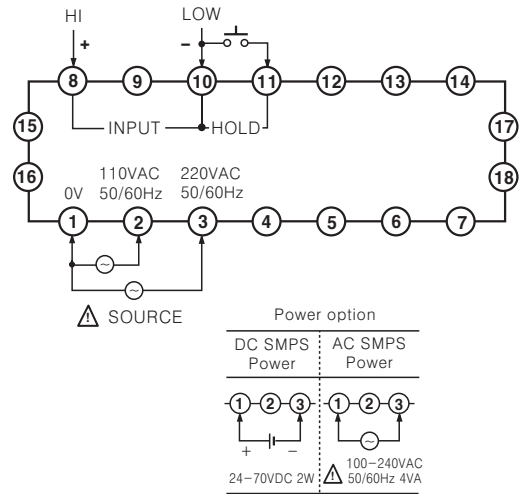 HI
LOW
+
−
8 9 10 11 12 13 14
INPUT
HOLD
15
17
16
18
0V
110VAC
50/60Hz
220VAC
50/60Hz
1 2 3 4 5 6 7
SOURCE
Power option
DC SMPS
Power
AC SMPS
Power
1 2 3
1 2 3
+ −
24−70VDC 2W
100−240VAC
50/60Hz 4VA